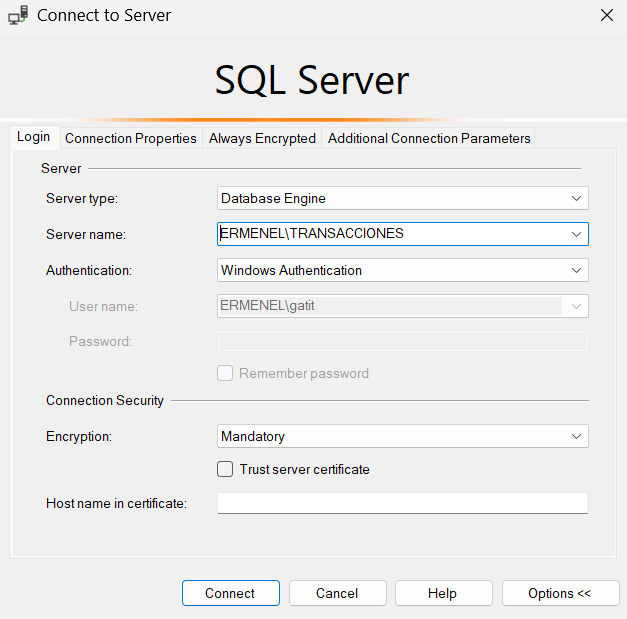 Connect to Server
SQL Server
Login Connection Properties Always Encrypted Additional Connection Parameters
Server
Server type: Database Engine
Server name: ERMENEL\TRANSACCIONES
Authentication: Windows Authentication
User name: ERMENEL\gatit
Password:
Remember password
Connection Security
Encryption: Mandatory
Trust server certificate
Host name in certificate:
Connect Cancel Help Options <<